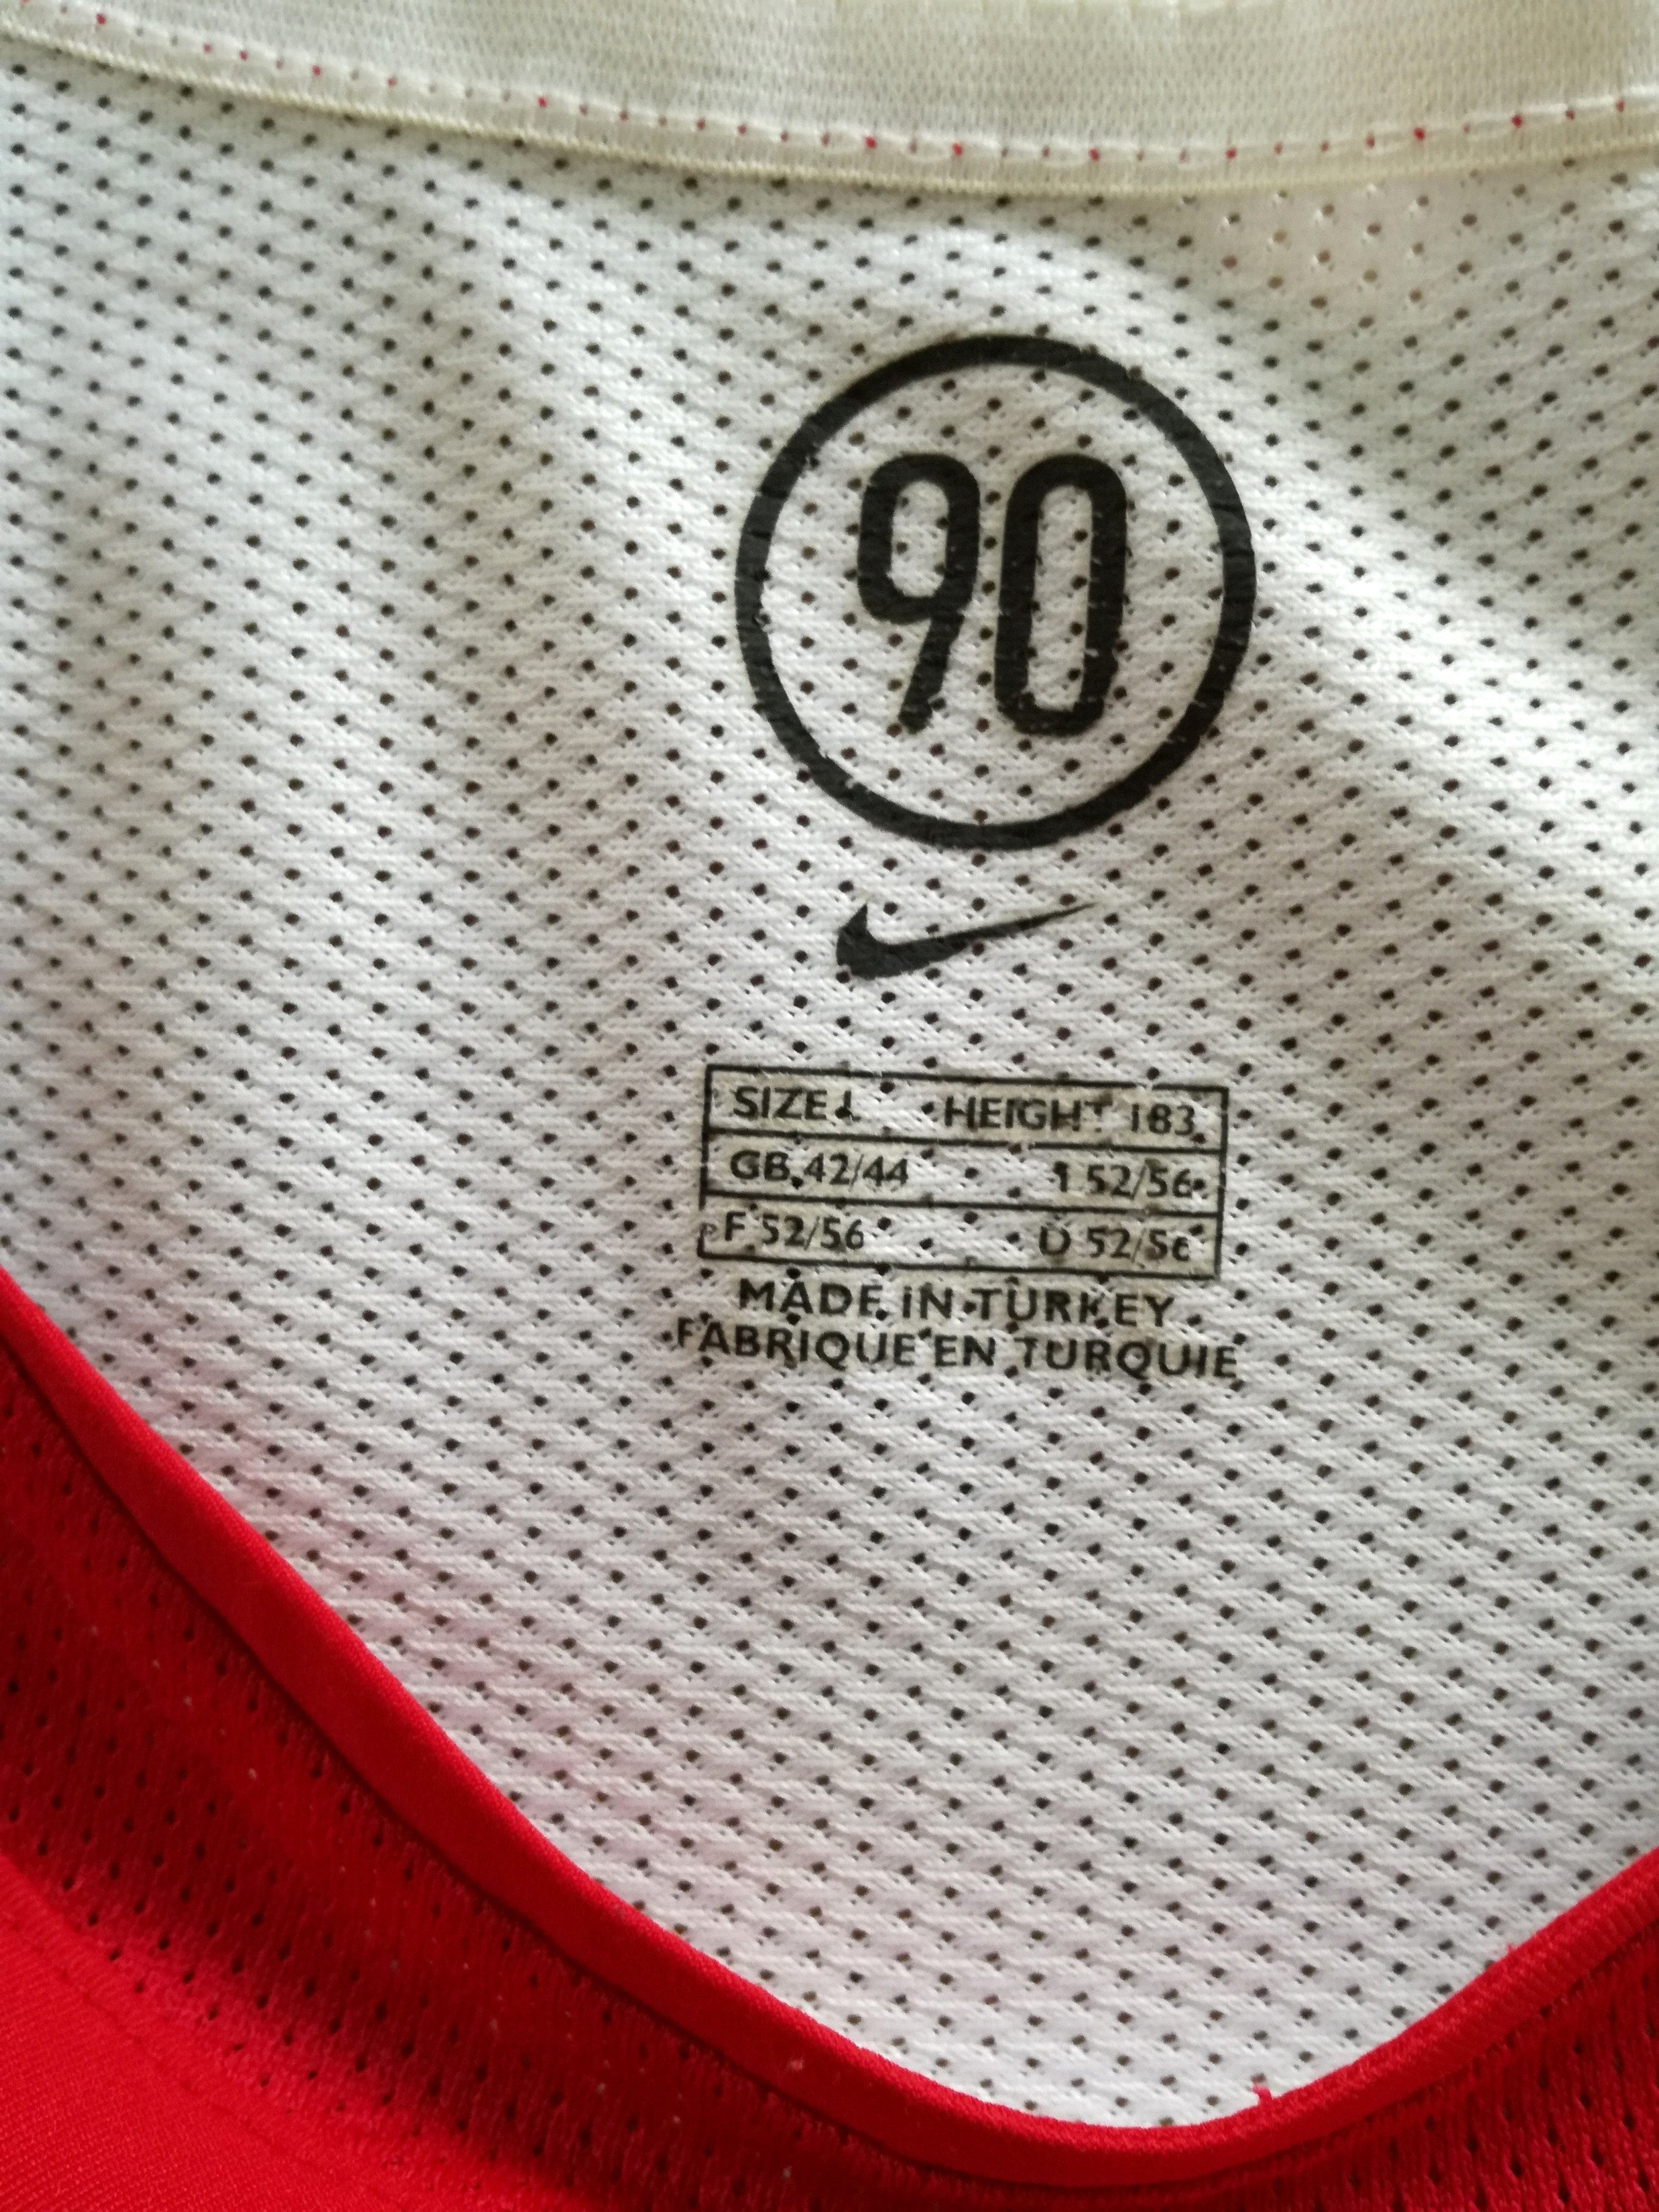 90
SIZE L HEIGHT 183
GB 42/44 I 52/56
F 52/56 D 52/56
MADE IN TURKEY
FABRIQUE EN TURQUIE